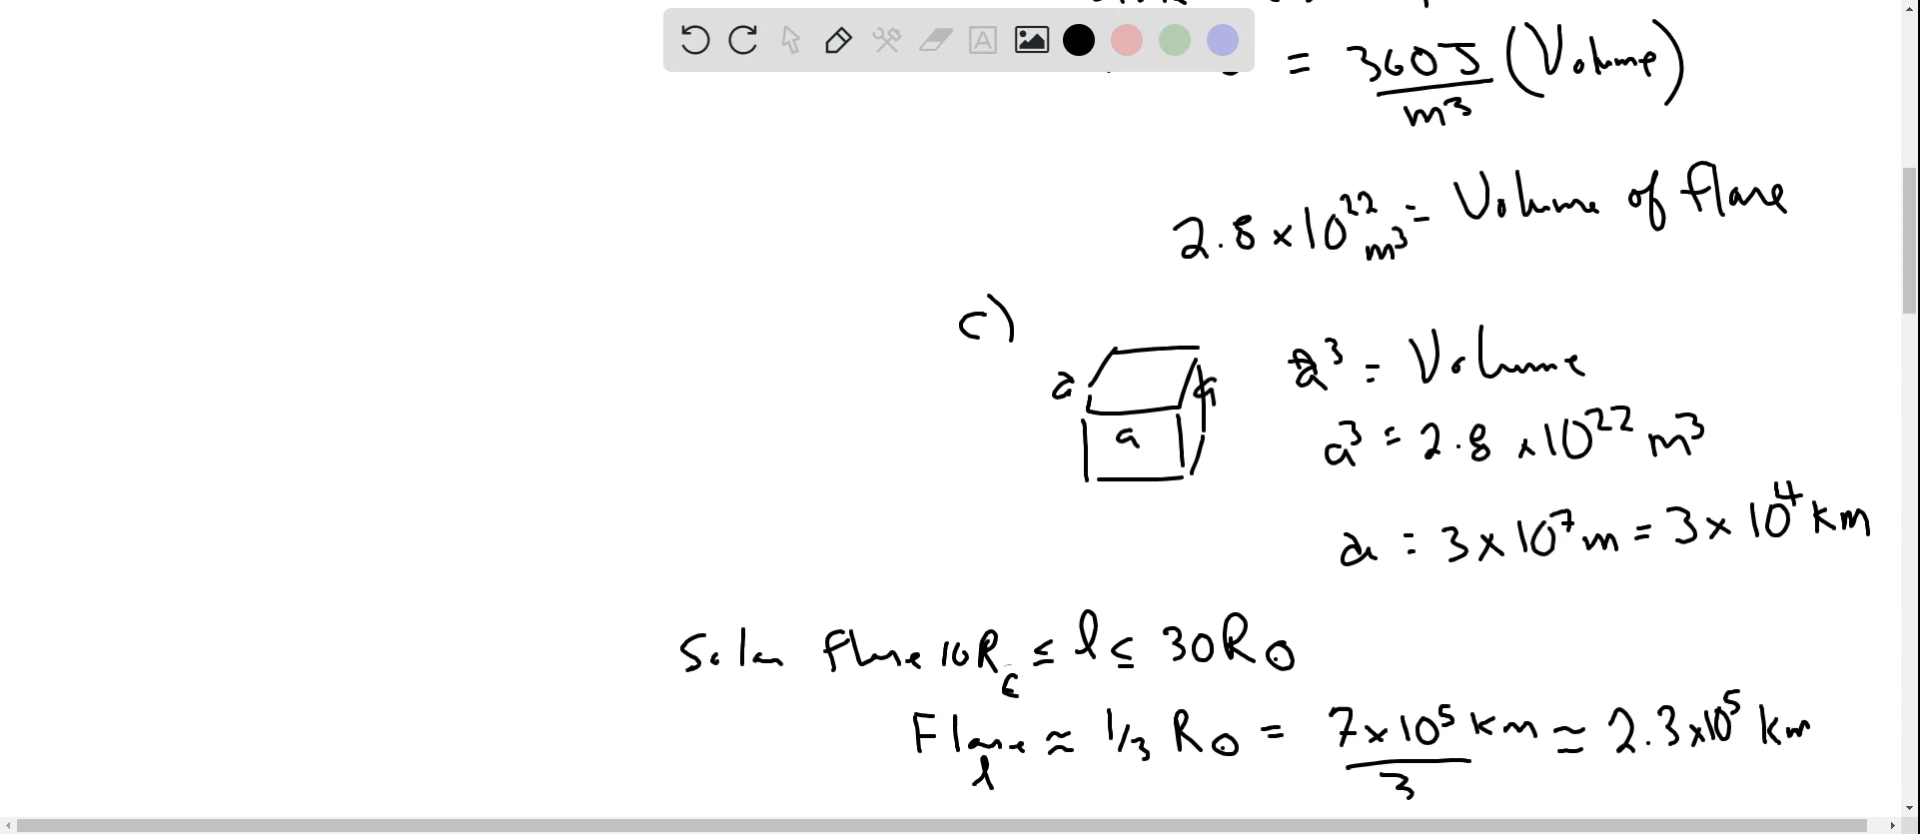 = 360J/m³ (Volume)
2.8 × 10²² m³ = Volume of flare
c)
a a a
a³ = Volume
a³ = 2.8 × 10²² m³
a = 3 × 10⁷ m = 3 × 10⁴ km
Solar flare 10R ≤ l ≤ 30R⊙
Flare l ≈ 1/3 R⊙ = 7×10⁵ km / 3 ≃ 2.3×10⁵ km